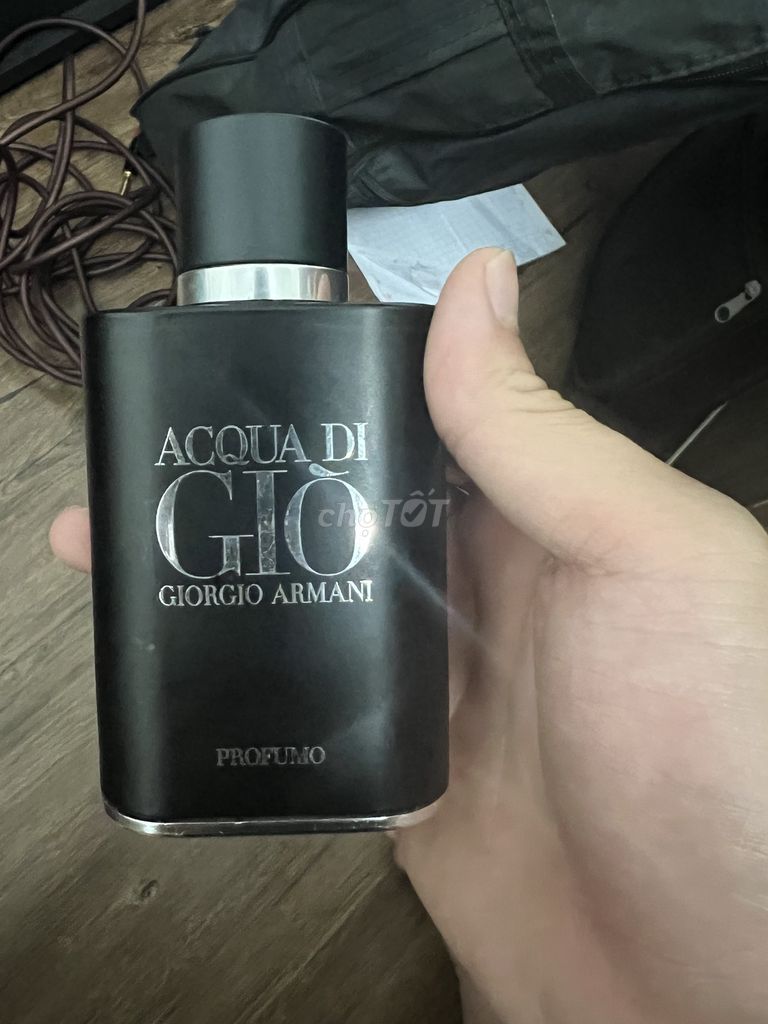 ACQUA DI
GIÒ
chợTỐT
GIORGIO ARMANI
PROFUMO